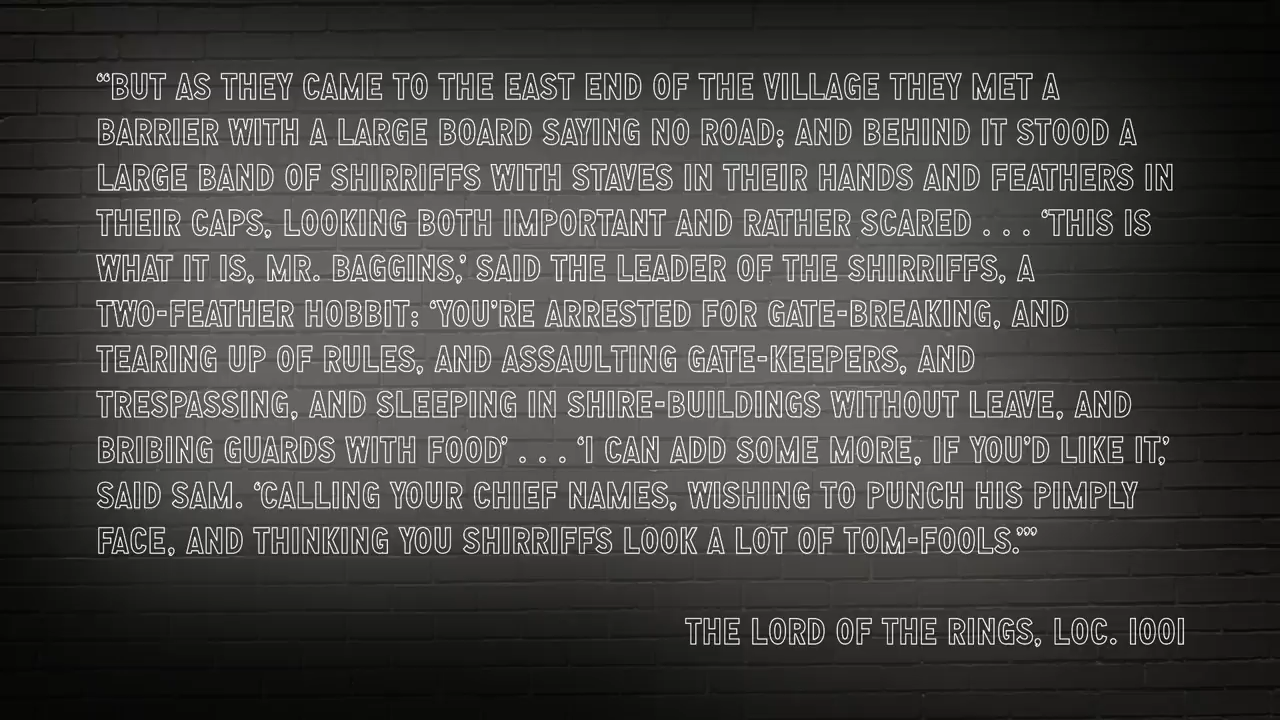 “BUT AS THEY CAME TO THE EAST END OF THE VILLAGE THEY MET A
BARRIER WITH A LARGE BOARD SAYING NO ROAD; AND BEHIND IT STOOD A
LARGE BAND OF SHIRRIFFS WITH STAVES IN THEIR HANDS AND FEATHERS IN
THEIR CAPS, LOOKING BOTH IMPORTANT AND RATHER SCARED . . . ‘THIS IS
WHAT IT IS, MR. BAGGINS,’ SAID THE LEADER OF THE SHIRRIFFS, A
TWO-FEATHER HOBBIT: ‘YOU’RE ARRESTED FOR GATE-BREAKING, AND
TEARING UP OF RULES, AND ASSAULTING GATE-KEEPERS, AND
TRESPASSING, AND SLEEPING IN SHIRE-BUILDINGS WITHOUT LEAVE, AND
BRIBING GUARDS WITH FOOD’ . . . ‘I CAN ADD SOME MORE, IF YOU’D LIKE IT,’
SAID SAM. ‘CALLING YOUR CHIEF NAMES, WISHING TO PUNCH HIS PIMPLY
FACE, AND THINKING YOU SHIRRIFFS LOOK A LOT OF TOM-FOOLS.’”
THE LORD OF THE RINGS, LOC. 1001